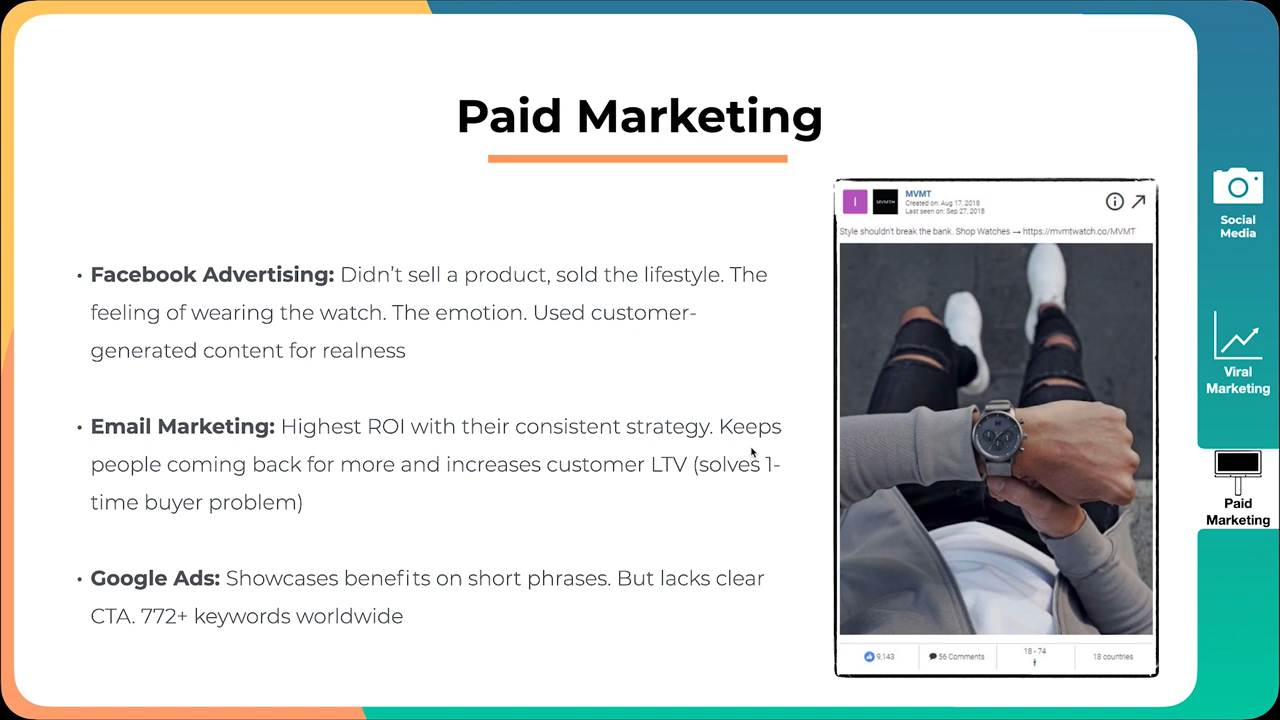 Paid Marketing
• Facebook Advertising: Didn’t sell a product, sold the lifestyle. The
feeling of wearing the watch. The emotion. Used customer-
generated content for realness
• Email Marketing: Highest ROI with their consistent strategy. Keeps
people coming back for more and increases customer LTV (solves 1-
time buyer problem)
• Google Ads: Showcases benefits on short phrases. But lacks clear
CTA. 772+ keywords worldwide
I
MVMT
MVMT
Created on: Aug 17, 2018
Last seen on: Sep 27, 2018
Style shouldn't break the bank. Shop Watches → https://mvmtwatch.co/MVMT
9,143
56 Comments
18 - 74
18 countries
Social
Media
Viral
Marketing
Paid
Marketing